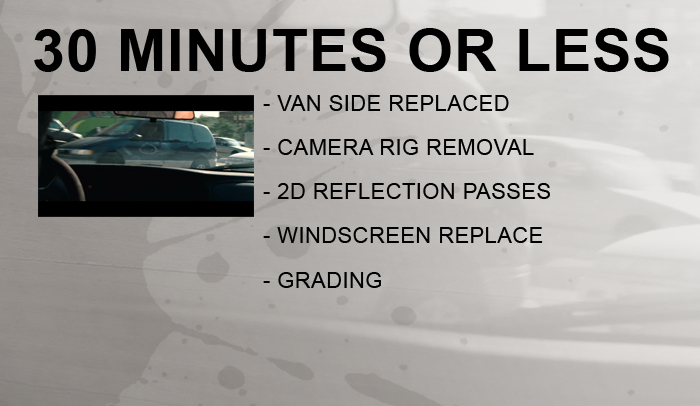 30 MINUTES OR LESS
- VAN SIDE REPLACED
- CAMERA RIG REMOVAL
- 2D REFLECTION PASSES
- WINDSCREEN REPLACE
- GRADING